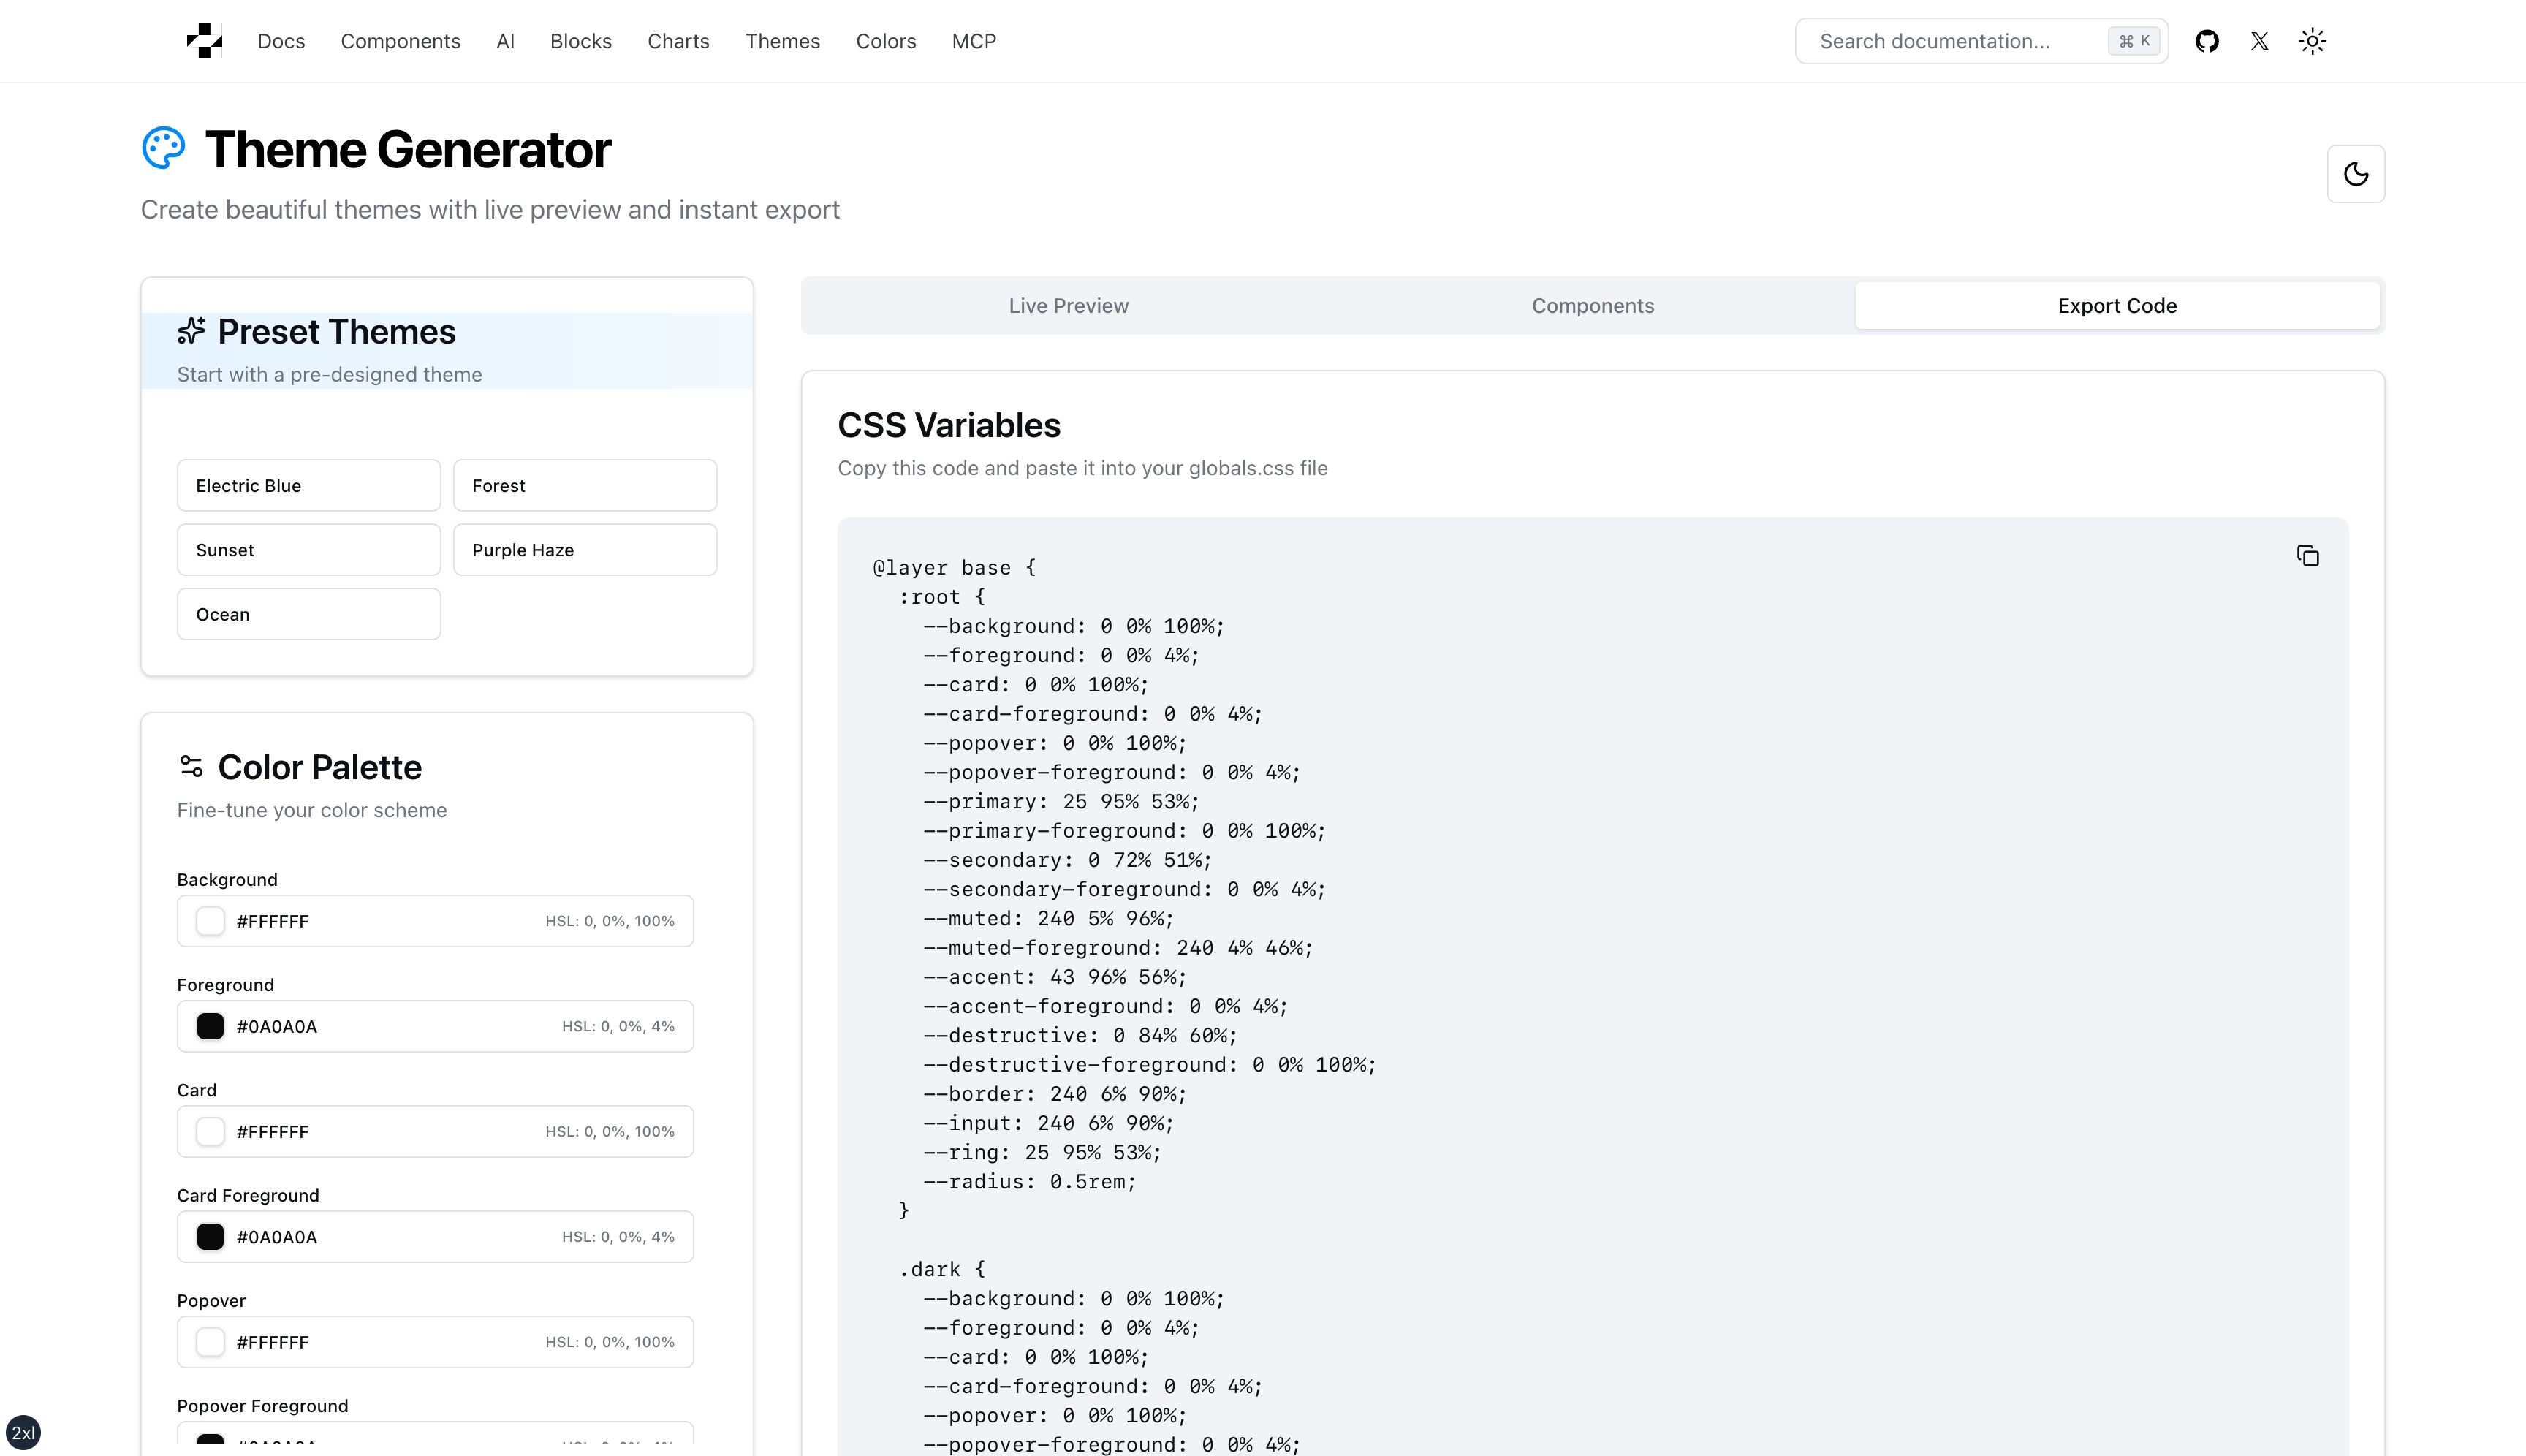 Docs Components AI Blocks Charts Themes Colors MCP
Search documentation... ⌘ K
Theme Generator
Create beautiful themes with live preview and instant export
Preset Themes
Start with a pre-designed theme
Electric Blue
Forest
Sunset
Purple Haze
Ocean
Color Palette
Fine-tune your color scheme
Background
#FFFFFF HSL: 0, 0%, 100%
Foreground
#0A0A0A HSL: 0, 0%, 4%
Card
#FFFFFF HSL: 0, 0%, 100%
Card Foreground
#0A0A0A HSL: 0, 0%, 4%
Popover
#FFFFFF HSL: 0, 0%, 100%
Popover Foreground
2xl
Live Preview Components Export Code
CSS Variables
Copy this code and paste it into your globals.css file
@layer base {
  :root {
    --background: 0 0% 100%;
    --foreground: 0 0% 4%;
    --card: 0 0% 100%;
    --card-foreground: 0 0% 4%;
    --popover: 0 0% 100%;
    --popover-foreground: 0 0% 4%;
    --primary: 25 95% 53%;
    --primary-foreground: 0 0% 100%;
    --secondary: 0 72% 51%;
    --secondary-foreground: 0 0% 4%;
    --muted: 240 5% 96%;
    --muted-foreground: 240 4% 46%;
    --accent: 43 96% 56%;
    --accent-foreground: 0 0% 4%;
    --destructive: 0 84% 60%;
    --destructive-foreground: 0 0% 100%;
    --border: 240 6% 90%;
    --input: 240 6% 90%;
    --ring: 25 95% 53%;
    --radius: 0.5rem;
  }
  .dark {
    --background: 0 0% 100%;
    --foreground: 0 0% 4%;
    --card: 0 0% 100%;
    --card-foreground: 0 0% 4%;
    --popover: 0 0% 100%;
    --popover-foreground: 0 0% 4%;